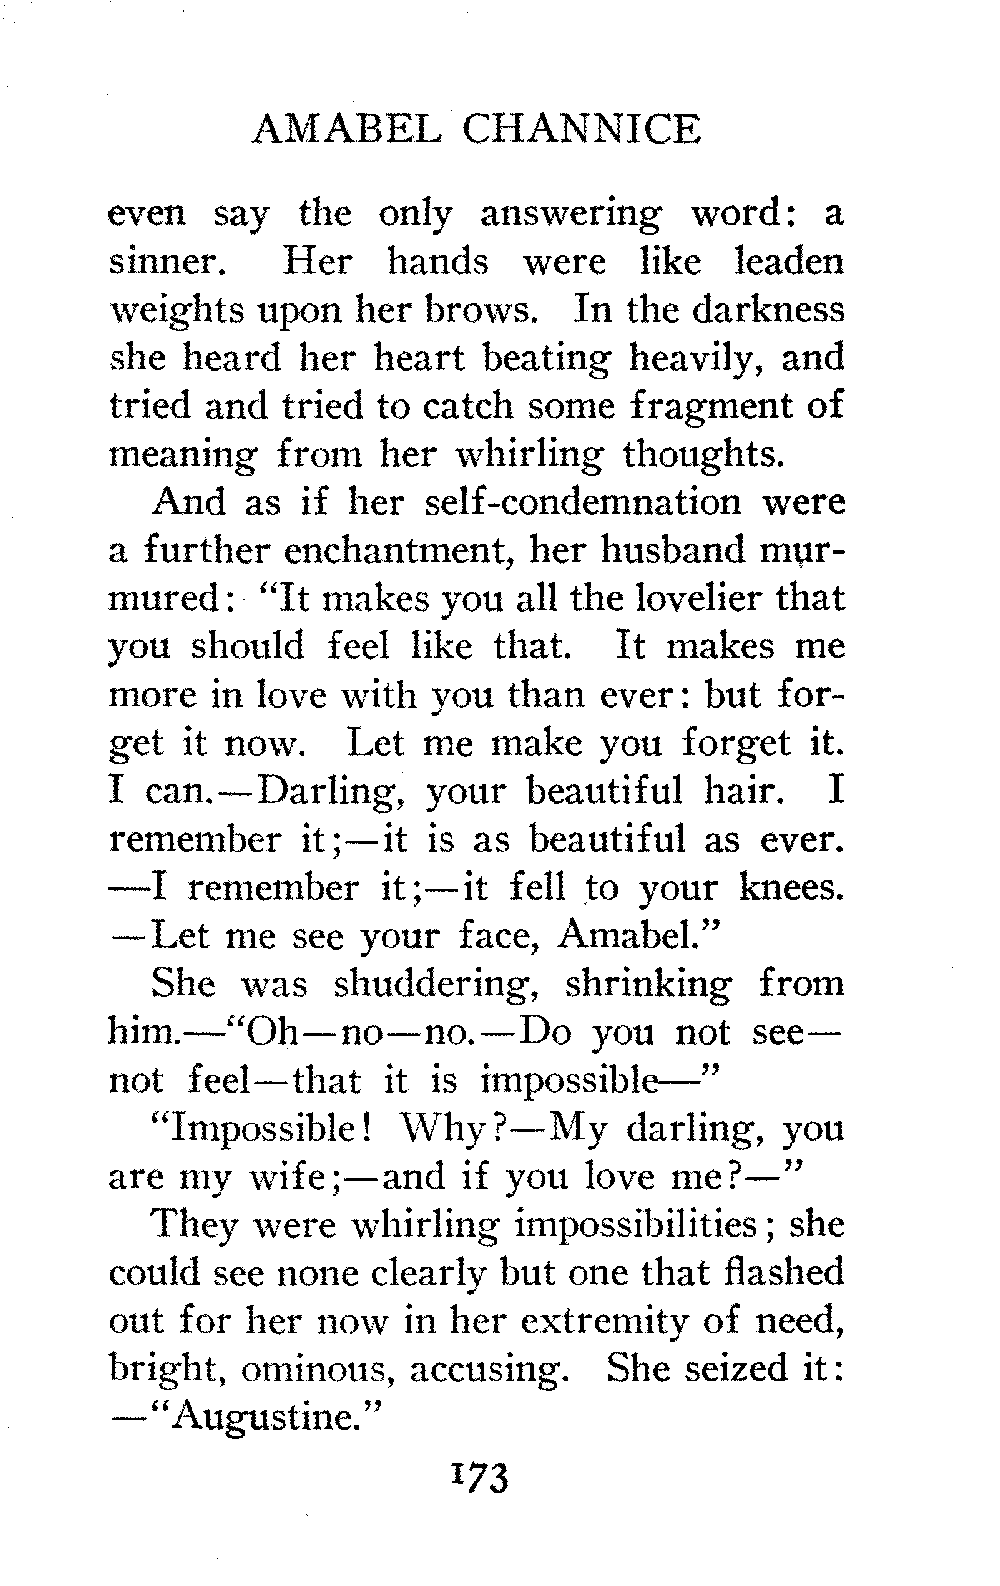 AMABEL CHANNICE
even say the only answering word: a
sinner. Her hands were like leaden
weights upon her brows. In the darkness
she heard her heart beating heavily, and
tried and tried to catch some fragment of
meaning from her whirling thoughts.
And as if her self-condemnation were
a further enchantment, her husband mur-
mured: “It makes you all the lovelier that
you should feel like that. It makes me
more in love with you than ever: but for-
get it now. Let me make you forget it.
I can.—Darling, your beautiful hair. I
remember it;—it is as beautiful as ever.
—I remember it;—it fell to your knees.
—Let me see your face, Amabel.”
She was shuddering, shrinking from
him.—“Oh—no—no.—Do you not see—
not feel—that it is impossible—”
“Impossible! Why?—My darling, you
are my wife;—and if you love me?—”
They were whirling impossibilities; she
could see none clearly but one that flashed
out for her now in her extremity of need,
bright, ominous, accusing. She seized it:
—“Augustine.”
173